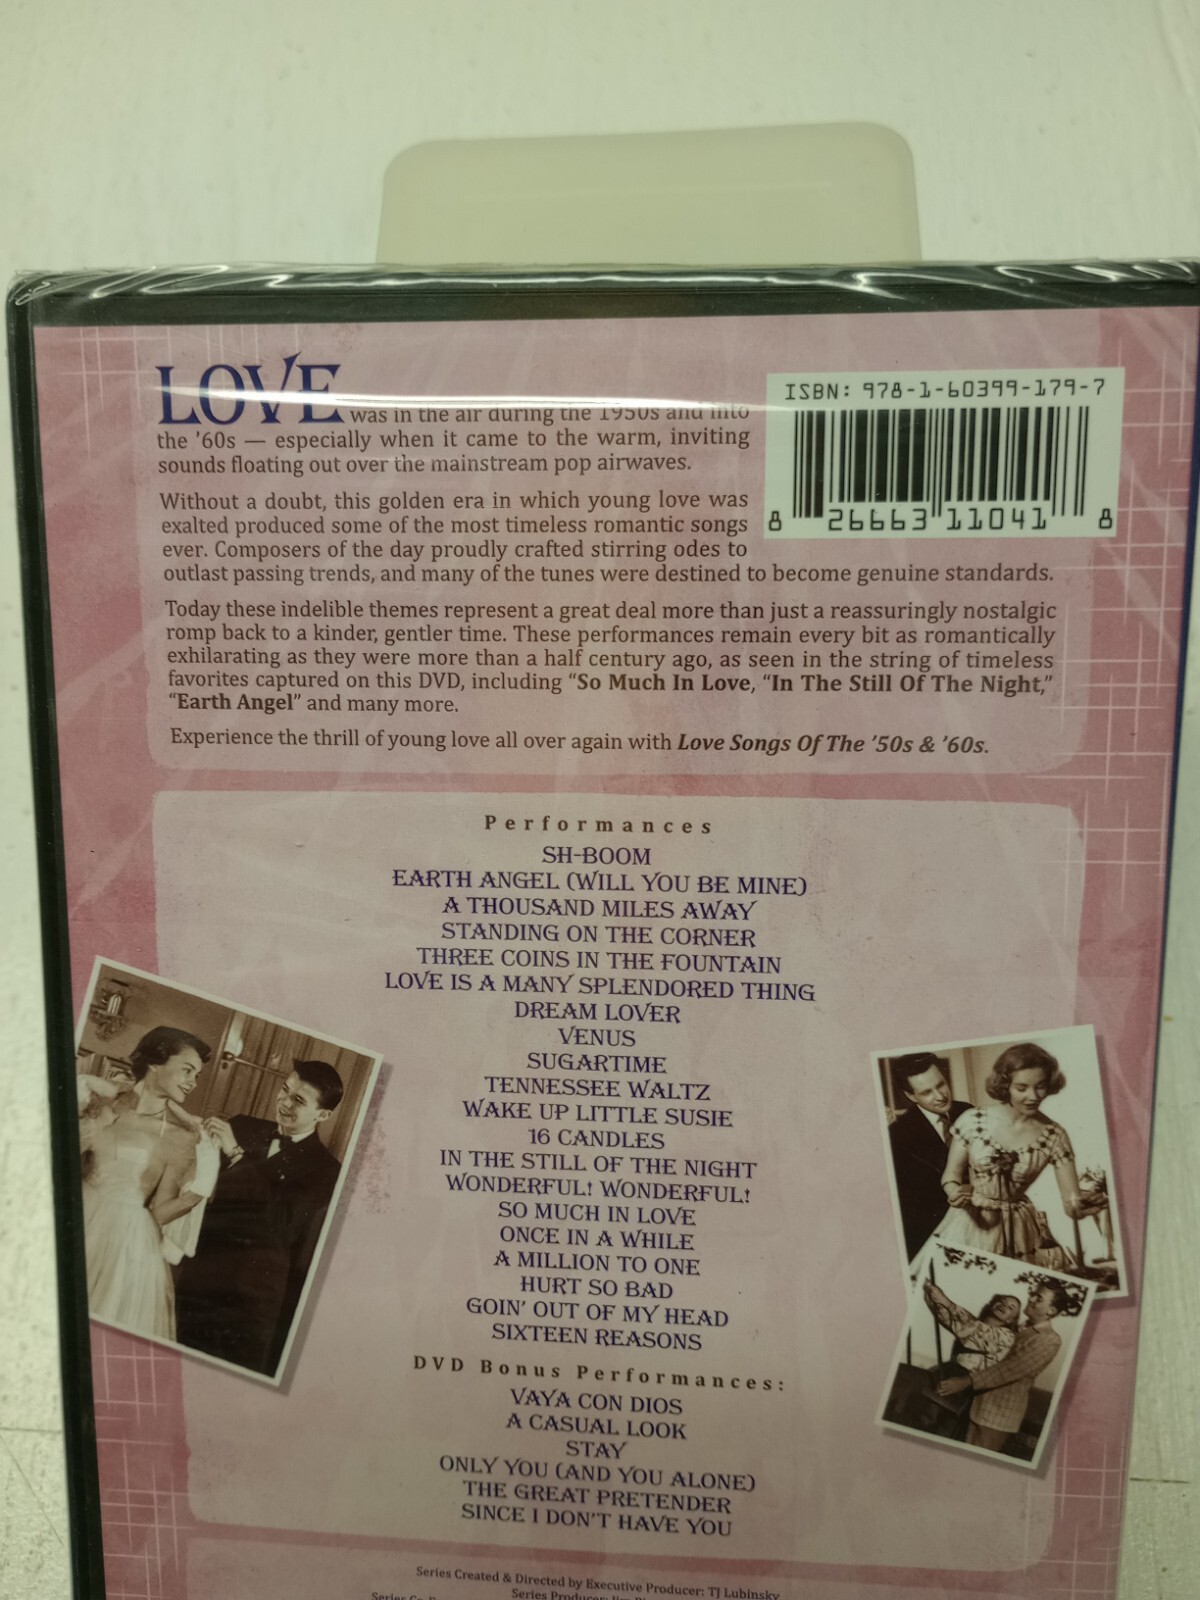 LOVE was in the air during the 1950s and into
the '60s — especially when it came to the warm, inviting
sounds floating out over the mainstream pop airwaves.
ISBN: 978-1-60399-179-7
8 26663 11041 8
Without a doubt, this golden era in which young love was
exalted produced some of the most timeless romantic songs
ever. Composers of the day proudly crafted stirring odes to
outlast passing trends, and many of the tunes were destined to become genuine standards.
Today these indelible themes represent a great deal more than just a reassuringly nostalgic
romp back to a kinder, gentler time. These performances remain every bit as romantically
exhilarating as they were more than a half century ago, as seen in the string of timeless
favorites captured on this DVD, including "So Much In Love, "In The Still Of The Night,"
"Earth Angel" and many more.
Experience the thrill of young love all over again with Love Songs Of The '50s & '60s.
Performances
SH-BOOM
EARTH ANGEL (WILL YOU BE MINE)
A THOUSAND MILES AWAY
STANDING ON THE CORNER
THREE COINS IN THE FOUNTAIN
LOVE IS A MANY SPLENDORED THING
DREAM LOVER
VENUS
SUGARTIME
TENNESSEE WALTZ
WAKE UP LITTLE SUSIE
16 CANDLES
IN THE STILL OF THE NIGHT
WONDERFUL! WONDERFUL!
SO MUCH IN LOVE
ONCE IN A WHILE
A MILLION TO ONE
HURT SO BAD
GOIN' OUT OF MY HEAD
SIXTEEN REASONS
DVD Bonus Performances:
VAYA CON DIOS
A CASUAL LOOK
STAY
ONLY YOU (AND YOU ALONE)
THE GREAT PRETENDER
SINCE I DON'T HAVE YOU
Series Created & Directed by Executive Producer: TJ Lubinsky